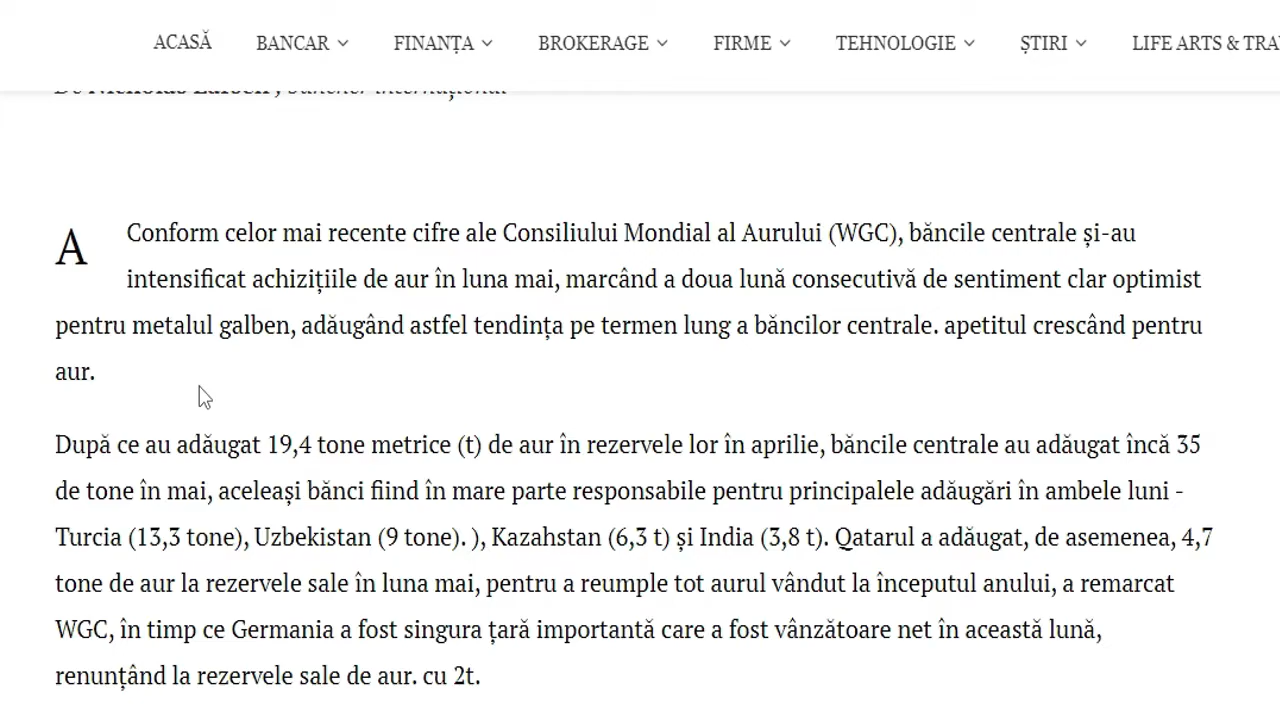 ACASĂ BANCAR FINANȚA BROKERAGE FIRME TEHNOLOGIE ȘTIRI LIFE ARTS & TRA
A
Conform celor mai recente cifre ale Consiliului Mondial al Aurului (WGC), băncile centrale și-au
intensificat achizițiile de aur în luna mai, marcând a doua lună consecutivă de sentiment clar optimist
pentru metalul galben, adăugând astfel tendința pe termen lung a băncilor centrale. apetitul crescând pentru
aur.
După ce au adăugat 19,4 tone metrice (t) de aur în rezervele lor în aprilie, băncile centrale au adăugat încă 35
de tone în mai, aceleași bănci fiind în mare parte responsabile pentru principalele adăugări în ambele luni -
Turcia (13,3 tone), Uzbekistan (9 tone). ), Kazahstan (6,3 t) și India (3,8 t). Qatarul a adăugat, de asemenea, 4,7
tone de aur la rezervele sale în luna mai, pentru a reumple tot aurul vândut la începutul anului, a remarcat
WGC, în timp ce Germania a fost singura țară importantă care a fost vânzătoare net în această lună,
renunțând la rezervele sale de aur. cu 2t.